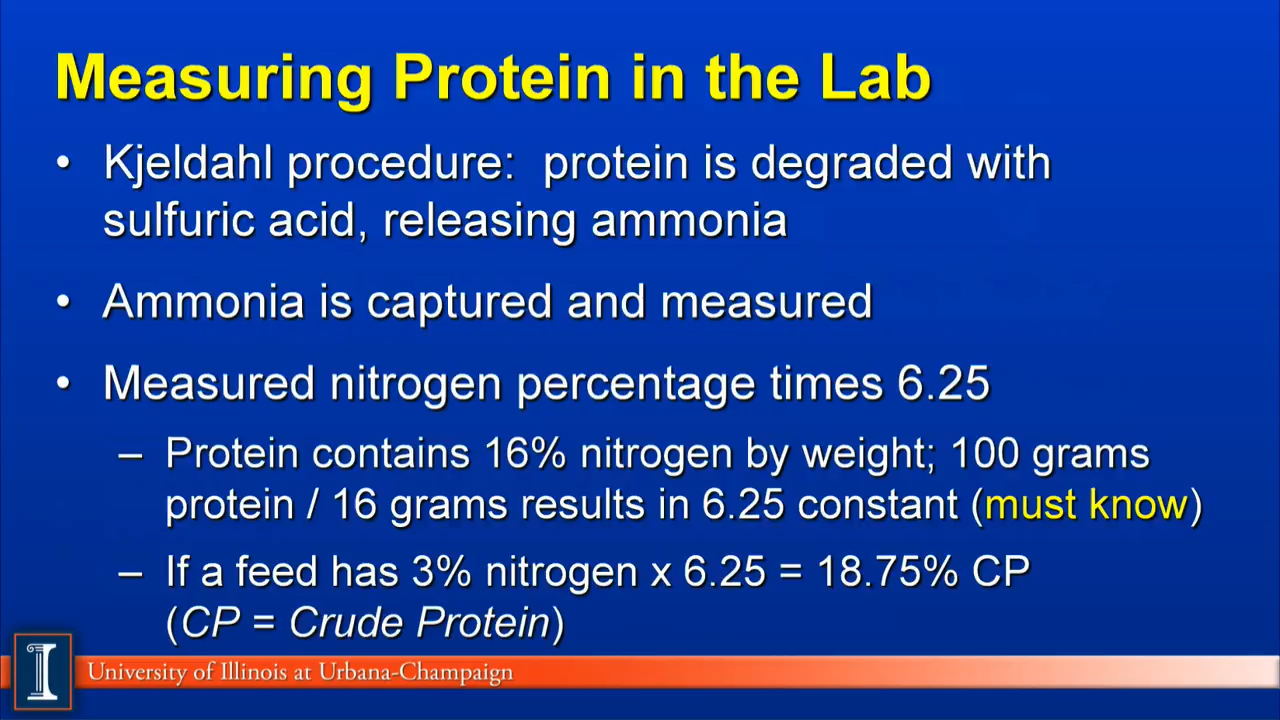 Measuring Protein in the Lab
• Kjeldahl procedure: protein is degraded with
sulfuric acid, releasing ammonia
• Ammonia is captured and measured
• Measured nitrogen percentage times 6.25
– Protein contains 16% nitrogen by weight; 100 grams
protein / 16 grams results in 6.25 constant (must know)
– If a feed has 3% nitrogen x 6.25 = 18.75% CP
(CP = Crude Protein)
I University of Illinois at Urbana-Champaign